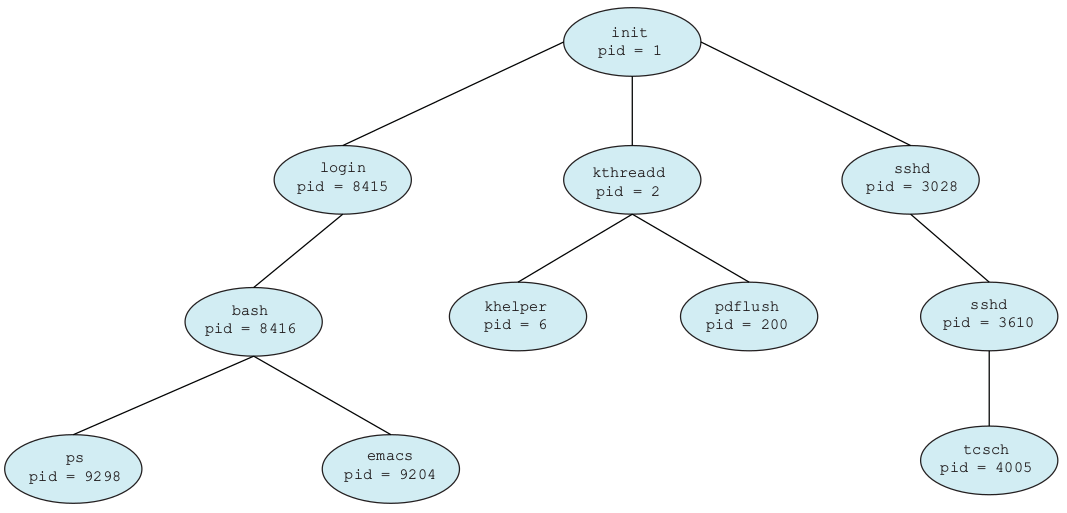 init
pid = 1
login
pid = 8415
kthreadd
pid = 2
sshd
pid = 3028
bash
pid = 8416
khelper
pid = 6
pdflush
pid = 200
sshd
pid = 3610
ps
pid = 9298
emacs
pid = 9204
tcsch
pid = 4005